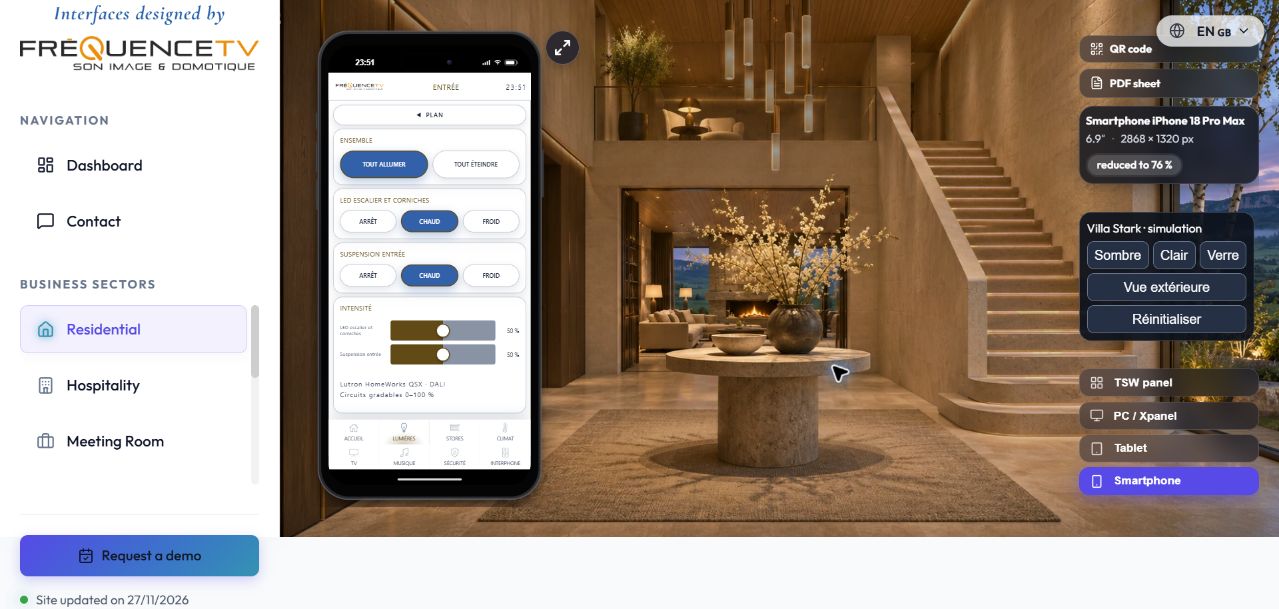 Interfaces designed by
FRÉQUENCETV
SON IMAGE & DOMOTIQUE
NAVIGATION
Dashboard
Contact
BUSINESS SECTORS
Residential
Hospitality
Meeting Room
Request a demo
Site updated on 27/11/2026
23:51
FRÉQUENCETV
ENTRÉE
23:51
◄ PLAN
ENSEMBLE
TOUT ALLUMER
TOUT ÉTEINDRE
LED ESCALIER ET CORNICHES
ARRÊT
CHAUD
FROID
SUSPENSION ENTRÉE
ARRÊT
CHAUD
FROID
INTENSITÉ
LED escalier et
corniches
50 %
Suspension entrée
50 %
Lutron HomeWorks QSX · DALI
Circuits gradables 0–100 %
ACCUEIL
LUMIÈRES
STORES
CLIMAT
TV
MUSIQUE
SÉCURITÉ
INTERPHONE
EN GB
QR code
PDF sheet
Smartphone iPhone 18 Pro Max
6.9" · 2868 × 1320 px
reduced to 76 %
Villa Stark · simulation
Sombre
Clair
Verre
Vue extérieure
Réinitialiser
TSW panel
PC / Xpanel
Tablet
Smartphone